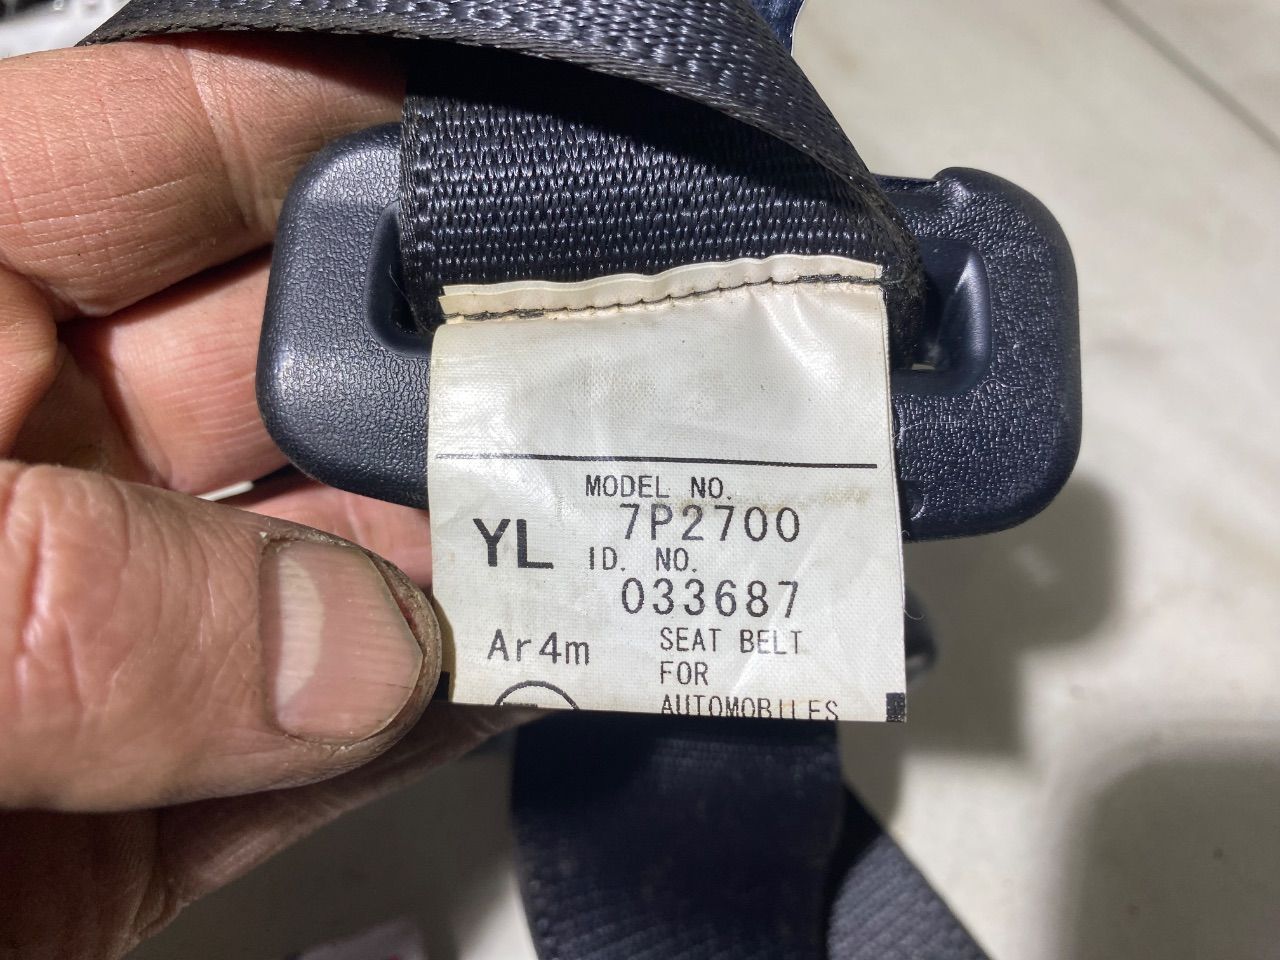 MODEL NO.
7P2700
YL
ID. NO.
033687
Ar4m
SEAT BELT
FOR
AUTOMOBILES